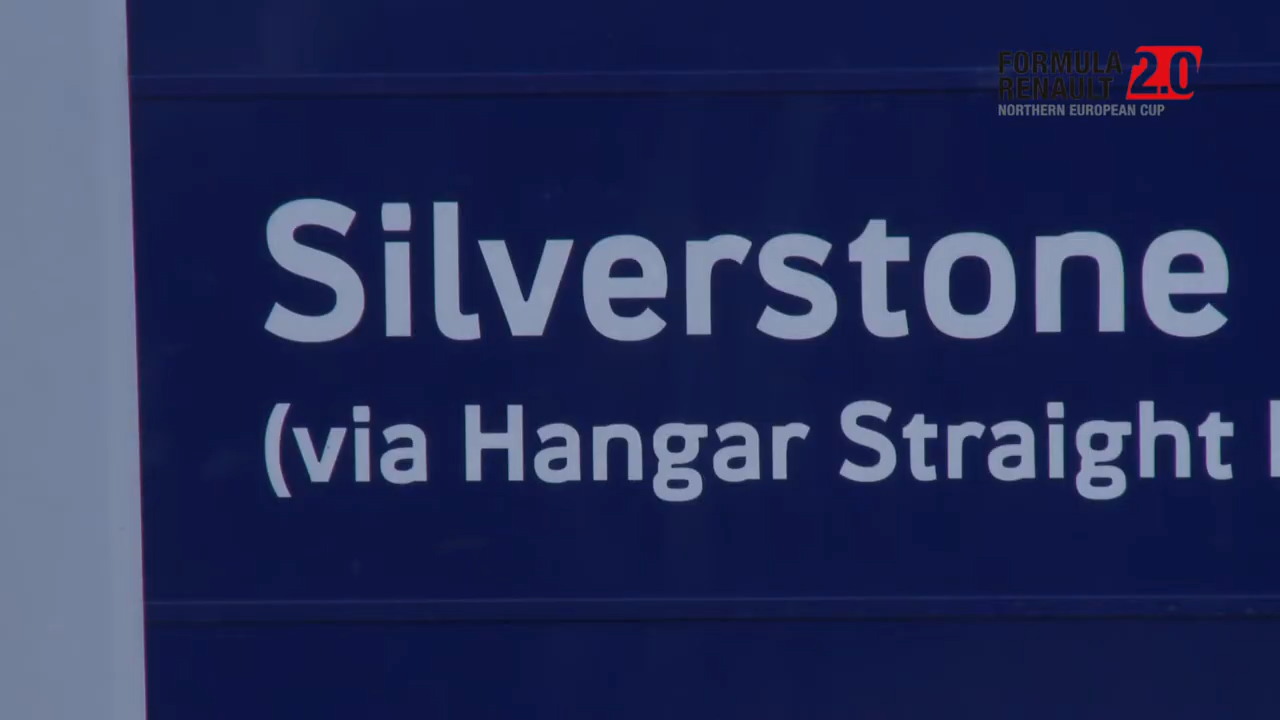 FORMULA
RENAULT 2.0
NORTHERN EUROPEAN CUP
Silverstone
(via Hangar Straight